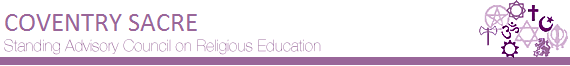 COVENTRY SACRE
Standing Advisory Council on Religious Education